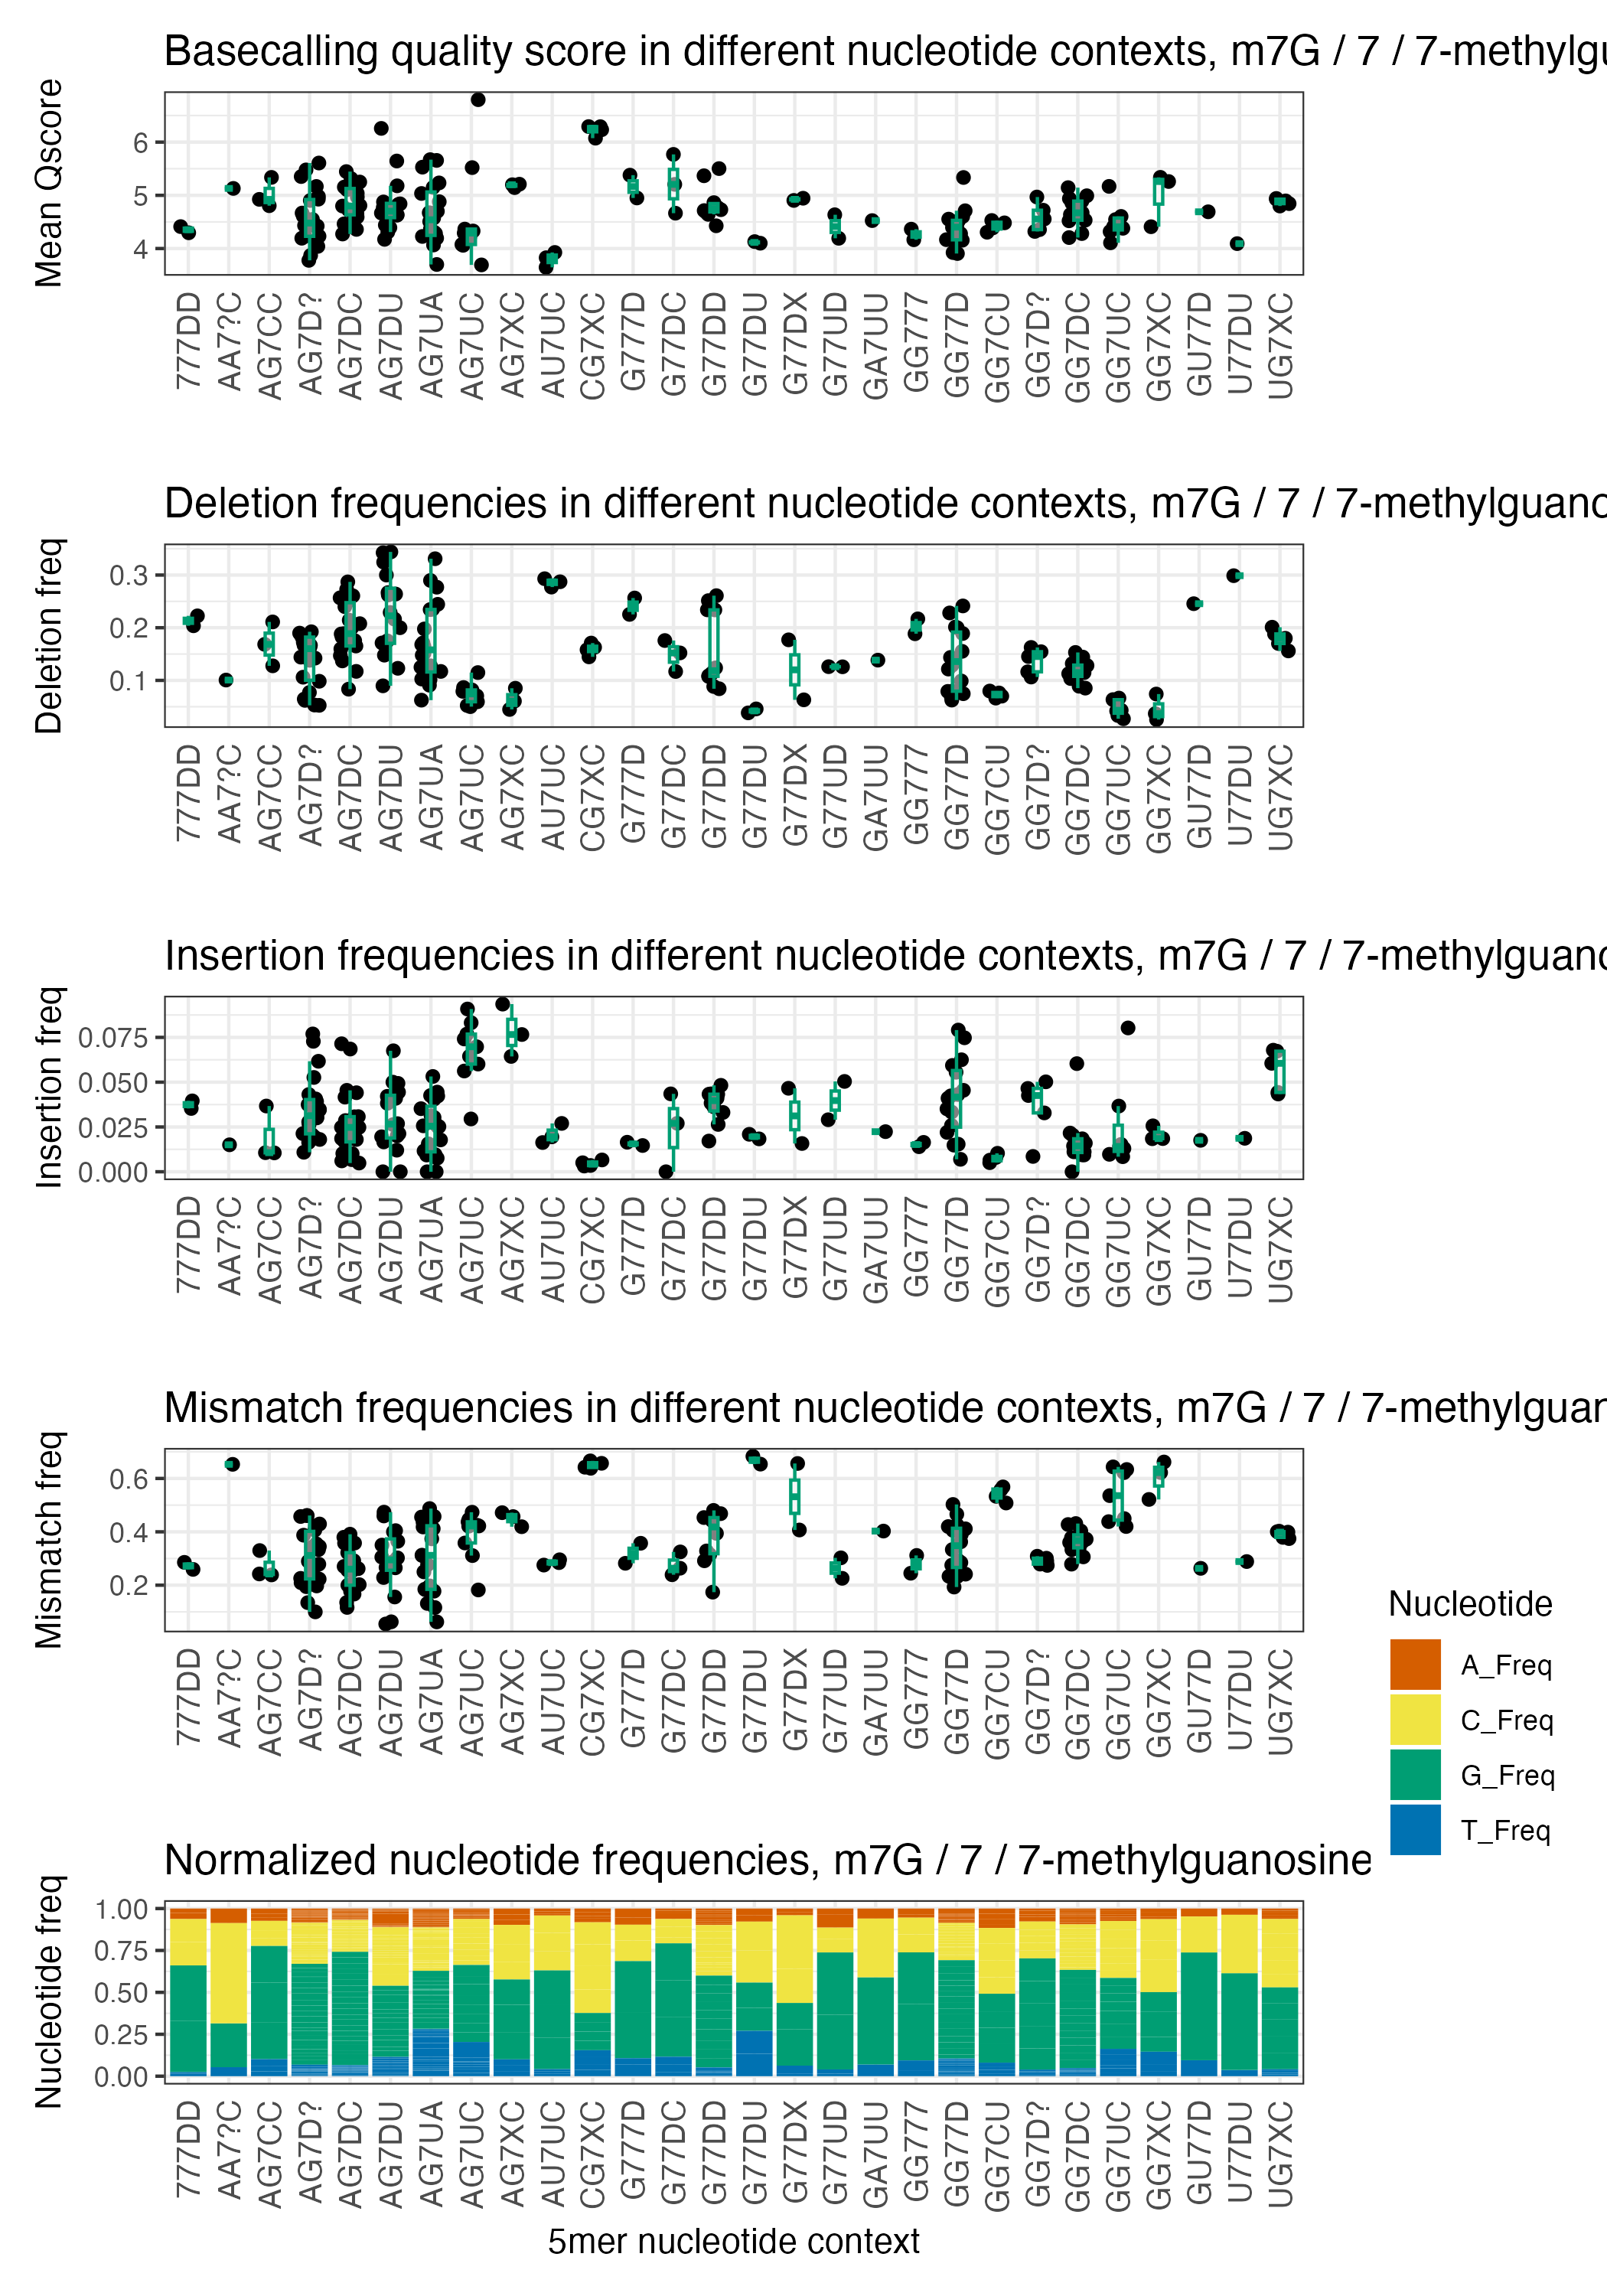 Basecalling quality score in different nucleotide contexts, m7G / 7 / 7-methylgu
Mean Qscore
6
5
4
777DD AA7?C AG7CC AG7D? AG7DC AG7DU AG7UA AG7UC AG7XC AU7UC CG7XC G777D G77DC G77DD G77DU G77DX G77UD GA7UU GG777 GG77D GG7CU GG7D? GG7DC GG7UC GG7XC GU77D U77DU UG7XC
Deletion frequencies in different nucleotide contexts, m7G / 7 / 7-methylguano
Deletion freq
0.3
0.2
0.1
777DD AA7?C AG7CC AG7D? AG7DC AG7DU AG7UA AG7UC AG7XC AU7UC CG7XC G777D G77DC G77DD G77DU G77DX G77UD GA7UU GG777 GG77D GG7CU GG7D? GG7DC GG7UC GG7XC GU77D U77DU UG7XC
Insertion frequencies in different nucleotide contexts, m7G / 7 / 7-methylguano
Insertion freq
0.075
0.050
0.025
0.000
777DD AA7?C AG7CC AG7D? AG7DC AG7DU AG7UA AG7UC AG7XC AU7UC CG7XC G777D G77DC G77DD G77DU G77DX G77UD GA7UU GG777 GG77D GG7CU GG7D? GG7DC GG7UC GG7XC GU77D U77DU UG7XC
Mismatch frequencies in different nucleotide contexts, m7G / 7 / 7-methylguan
Mismatch freq
0.6
0.4
0.2
777DD AA7?C AG7CC AG7D? AG7DC AG7DU AG7UA AG7UC AG7XC AU7UC CG7XC G777D G77DC G77DD G77DU G77DX G77UD GA7UU GG777 GG77D GG7CU GG7D? GG7DC GG7UC GG7XC GU77D U77DU UG7XC
Nucleotide
A_Freq
C_Freq
G_Freq
T_Freq
Normalized nucleotide frequencies, m7G / 7 / 7-methylguanosine
Nucleotide freq
1.00
0.75
0.50
0.25
0.00
777DD AA7?C AG7CC AG7D? AG7DC AG7DU AG7UA AG7UC AG7XC AU7UC CG7XC G777D G77DC G77DD G77DU G77DX G77UD GA7UU GG777 GG77D GG7CU GG7D? GG7DC GG7UC GG7XC GU77D U77DU UG7XC
5mer nucleotide context